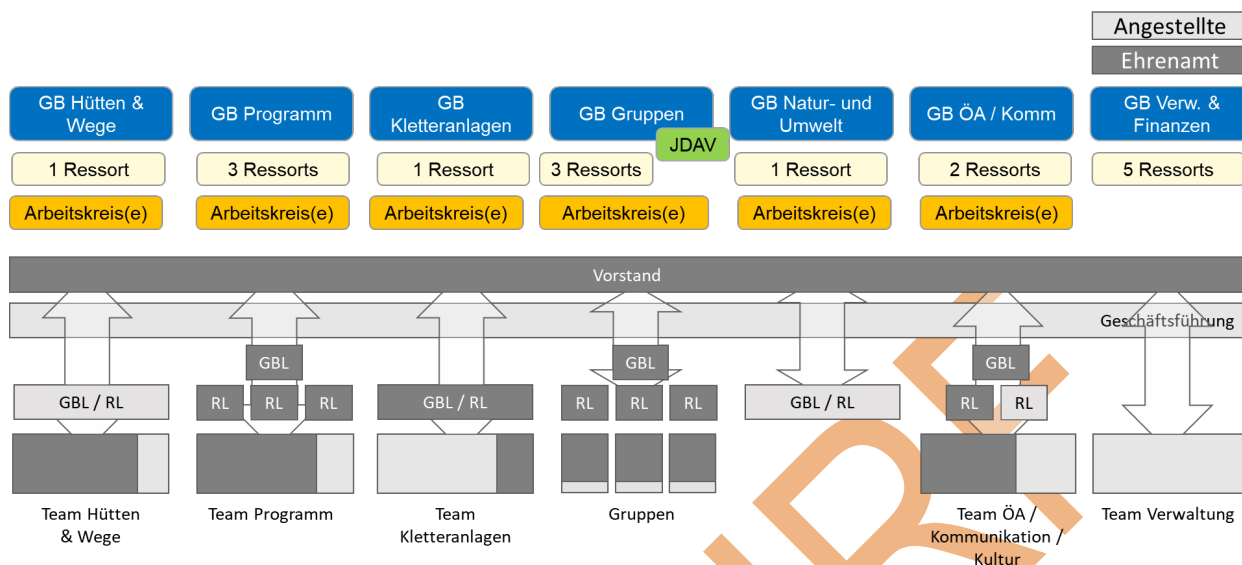 Angestellte
Ehrenamt
GB Hütten &
Wege
GB Programm
GB
Kletteranlagen
GB Gruppen
GB Natur- und
Umwelt
GB ÖA / Komm
GB Verw. &
Finanzen
JDAV
1 Ressort
3 Ressorts
1 Ressort
3 Ressorts
1 Ressort
2 Ressorts
5 Ressorts
Arbeitskreis(e)
Arbeitskreis(e)
Arbeitskreis(e)
Arbeitskreis(e)
Arbeitskreis(e)
Arbeitskreis(e)
Vorstand
Geschäftsführung
GBL
GBL
GBL
GBL / RL
RL
RL
RL
GBL / RL
RL
RL
RL
GBL / RL
RL
RL
Team Hütten
& Wege
Team Programm
Team
Kletteranlagen
Gruppen
Team ÖA /
Kommunikation /
Kultur
Team Verwaltung